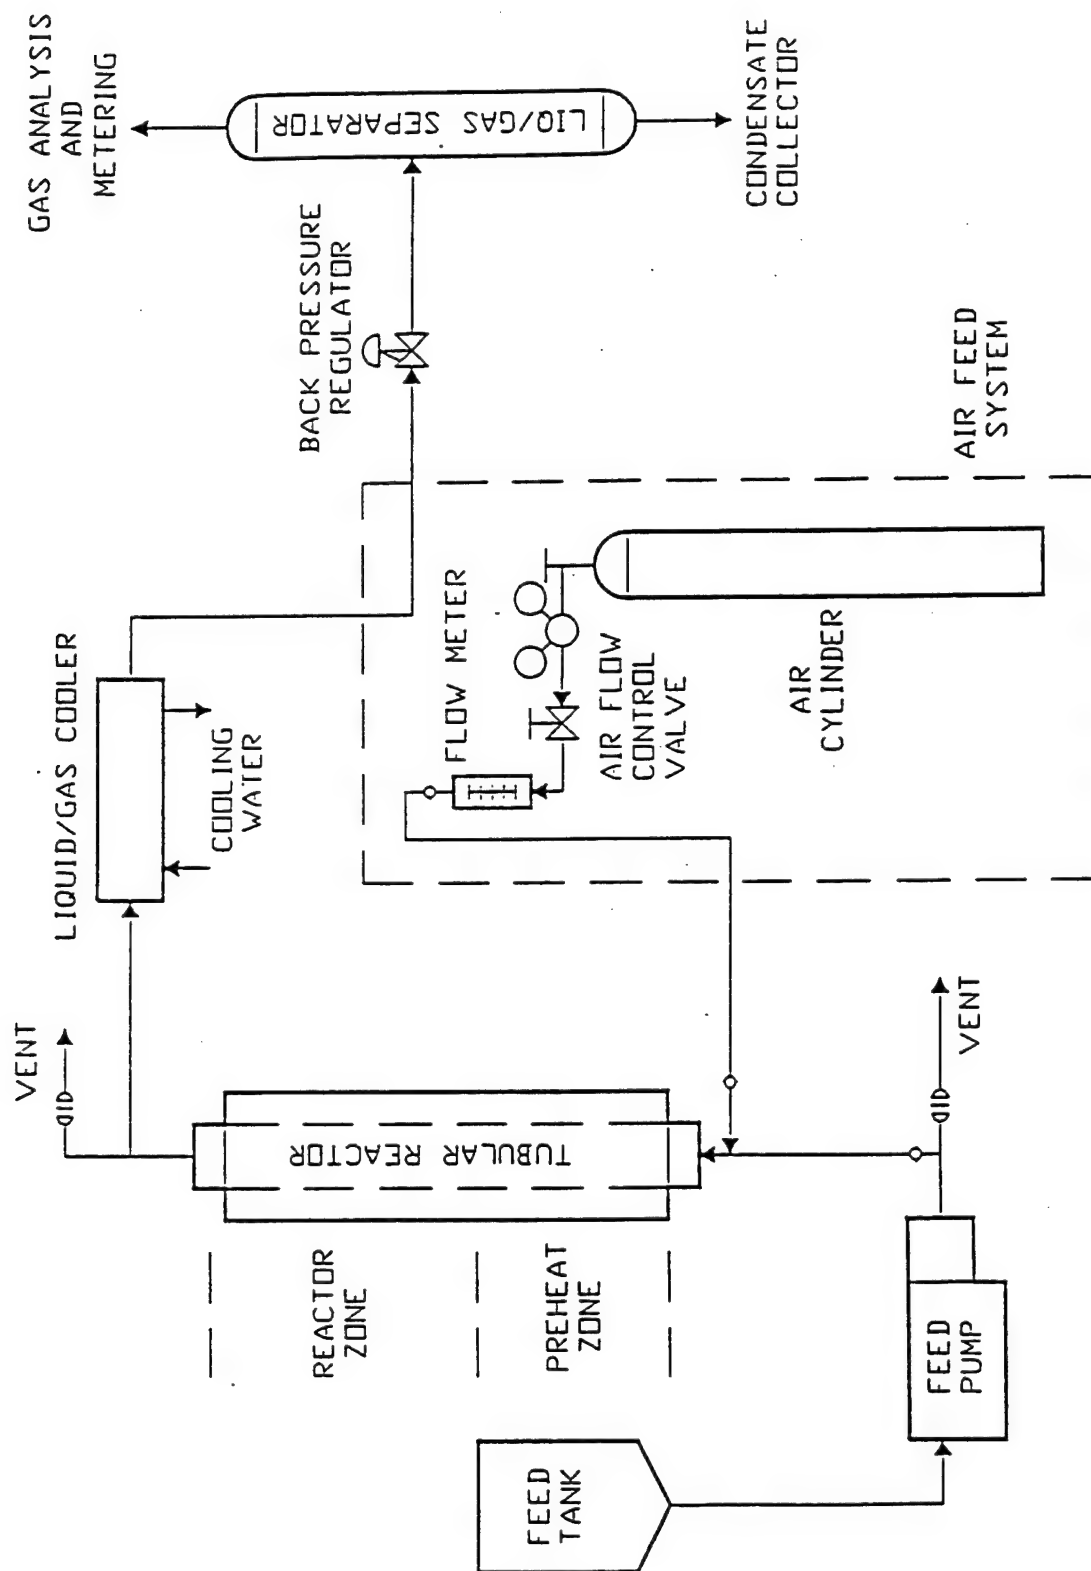 GAS ANALYSIS
AND
METERING
LIQ/GAS SEPARATOR
CONDENSATE
COLLECTOR
BACK PRESSURE
REGULATOR
LIQUID/GAS COOLER
COOLING
WATER
FLOW METER
AIR FLOW
CONTROL
VALVE
AIR
CYLINDER
AIR FEED
SYSTEM
VENT
TUBULAR REACTOR
REACTOR
ZONE
PREHEAT
ZONE
VENT
FEED
TANK
FEED
PUMP